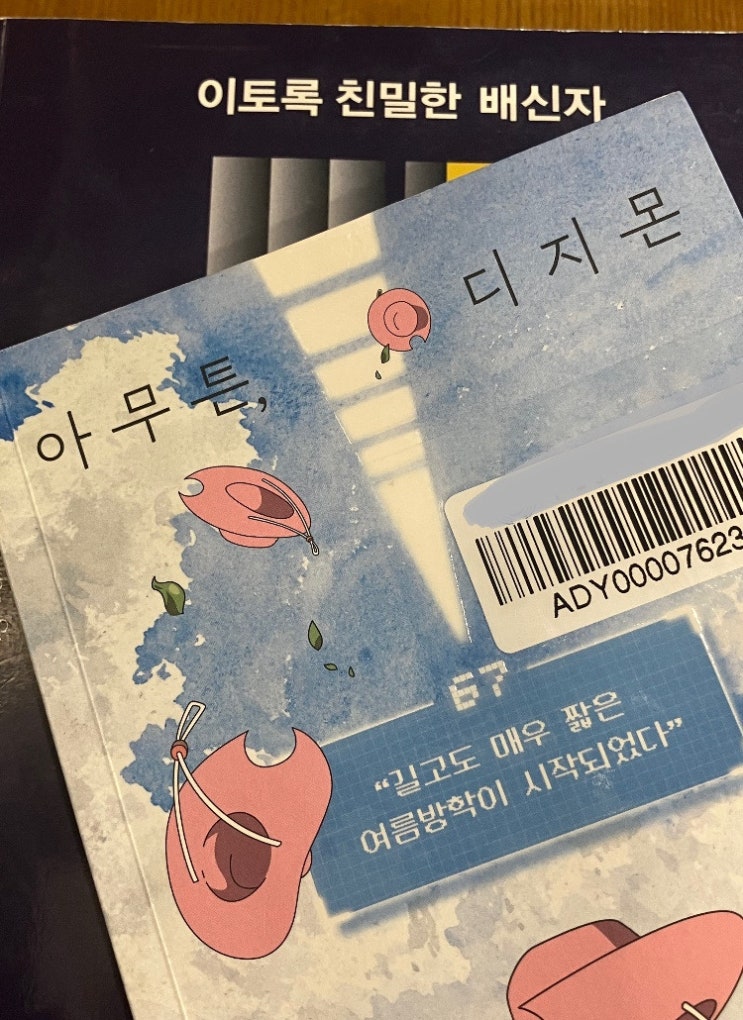 이토록 친밀한 배신자
아무튼, 디지몬
ADY00007623
67
“길고도 매우 짧은
여름방학이 시작되었다”